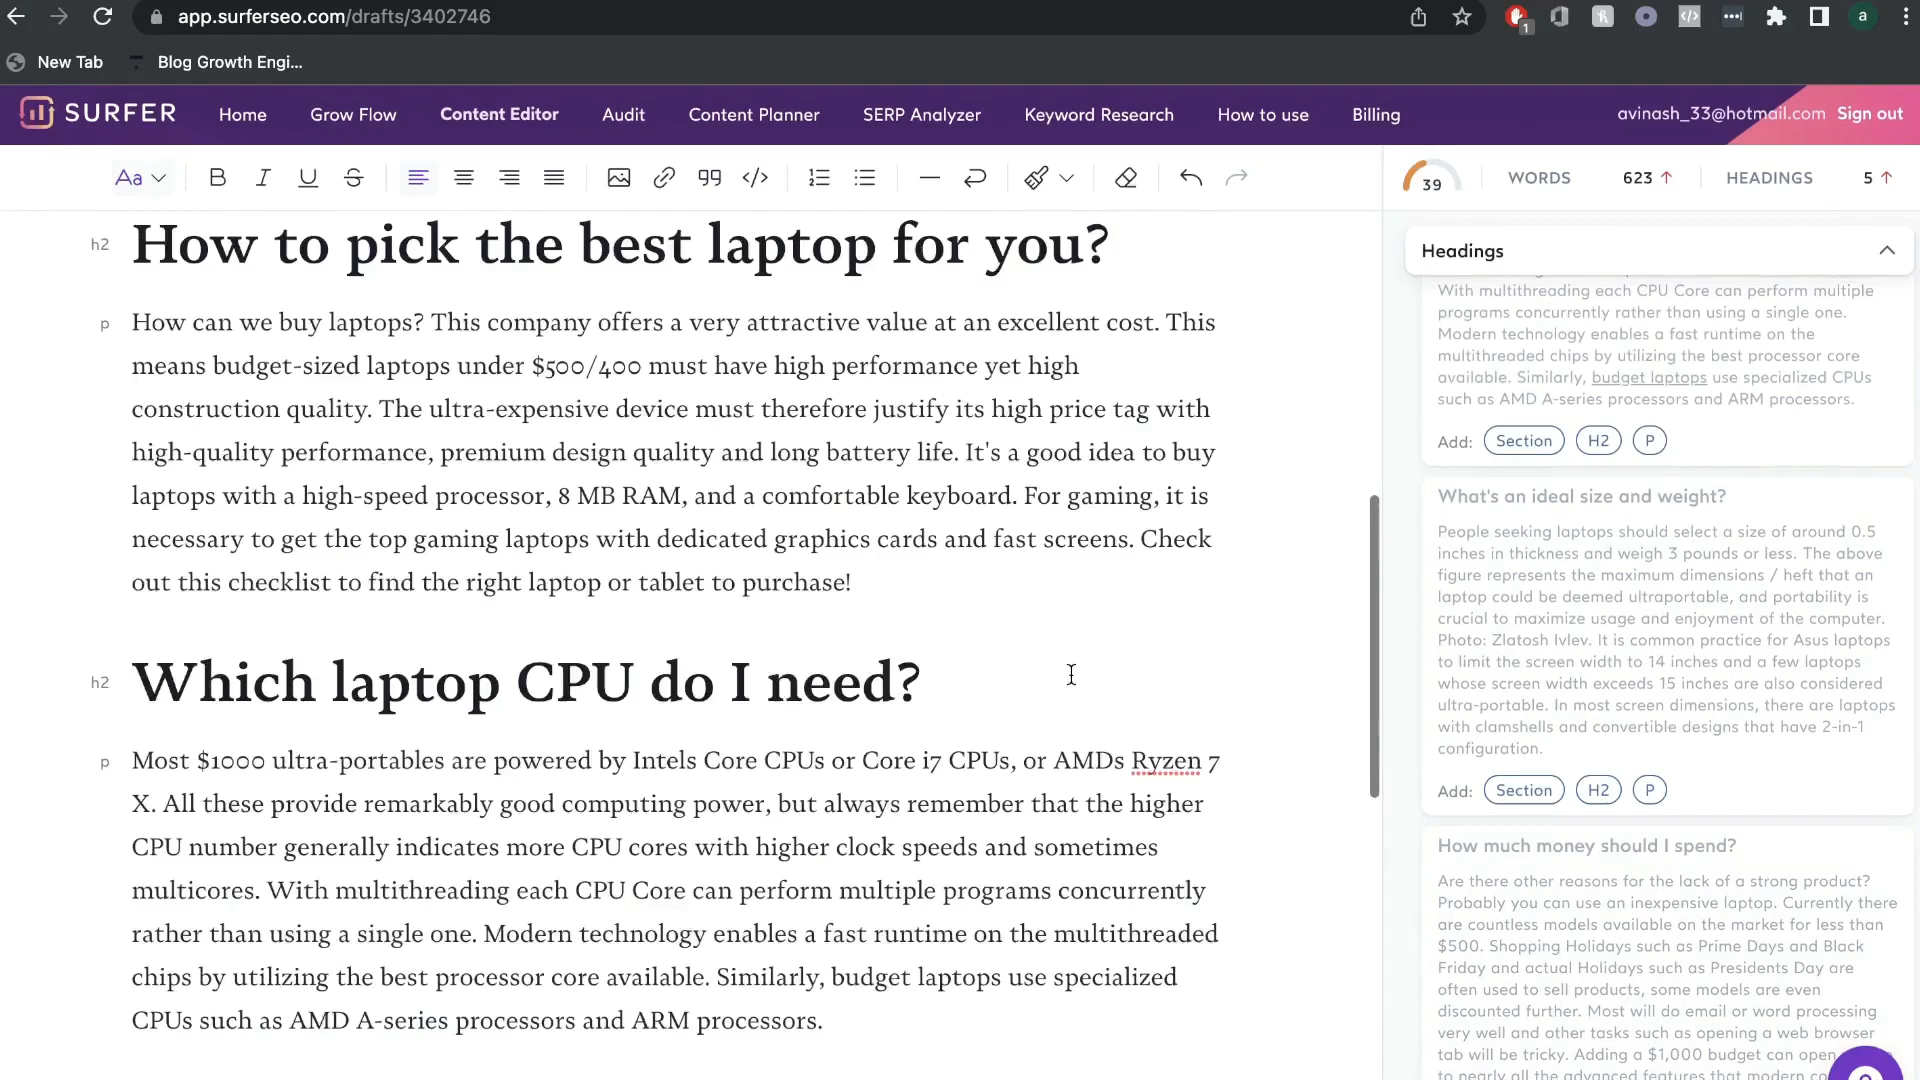 app.surferseo.com/drafts/3402746
1
a
New Tab
Blog Growth Engi...
SURFER
Home
Grow Flow
Content Editor
Audit
Content Planner
SERP Analyzer
Keyword Research
How to use
Billing
avinash_33@hotmail.com
Sign out
Aa
39
WORDS
623
HEADINGS
5
h2
How to pick the best laptop for you?
p
How can we buy laptops? This company offers a very attractive value at an excellent cost. This
means budget-sized laptops under $500/400 must have high performance yet high
construction quality. The ultra-expensive device must therefore justify its high price tag with
high-quality performance, premium design quality and long battery life. It's a good idea to buy
laptops with a high-speed processor, 8 MB RAM, and a comfortable keyboard. For gaming, it is
necessary to get the top gaming laptops with dedicated graphics cards and fast screens. Check
out this checklist to find the right laptop or tablet to purchase!
h2
Which laptop CPU do I need?
p
Most $1000 ultra-portables are powered by Intels Core CPUs or Core i7 CPUs, or AMDs Ryzen 7
X. All these provide remarkably good computing power, but always remember that the higher
CPU number generally indicates more CPU cores with higher clock speeds and sometimes
multicores. With multithreading each CPU Core can perform multiple programs concurrently
rather than using a single one. Modern technology enables a fast runtime on the multithreaded
chips by utilizing the best processor core available. Similarly, budget laptops use specialized
CPUs such as AMD A-series processors and ARM processors.
Headings
With multithreading each CPU Core can perform multiple
programs concurrently rather than using a single one.
Modern technology enables a fast runtime on the
multithreaded chips by utilizing the best processor core
available. Similarly, budget laptops use specialized CPUs
such as AMD A-series processors and ARM processors.
Add: Section H2 P
What's an ideal size and weight?
People seeking laptops should select a size of around 0.5
inches in thickness and weigh 3 pounds or less. The above
figure represents the maximum dimensions / heft that an
laptop could be deemed ultraportable, and portability is
crucial to maximize usage and enjoyment of the computer.
Photo: Zlatosh Ivlev. It is common practice for Asus laptops
to limit the screen width to 14 inches and a few laptops
whose screen width exceeds 15 inches are also considered
ultra-portable. In most screen dimensions, there are laptops
with clamshells and convertible designs that have 2-in-1
configuration.
Add: Section H2 P
How much money should I spend?
Are there other reasons for the lack of a strong product?
Probably you can use an inexpensive laptop. Currently there
are countless models available on the market for less than
$500. Shopping Holidays such as Prime Days and Black
Friday and actual Holidays such as Presidents Day are
often used to sell products, some models are even
discounted further. Most will do email or word processing
very well and other tasks such as opening a web browser
tab will be tricky. Adding a $1,000 budget can open
to nearly all the advanced features that modern